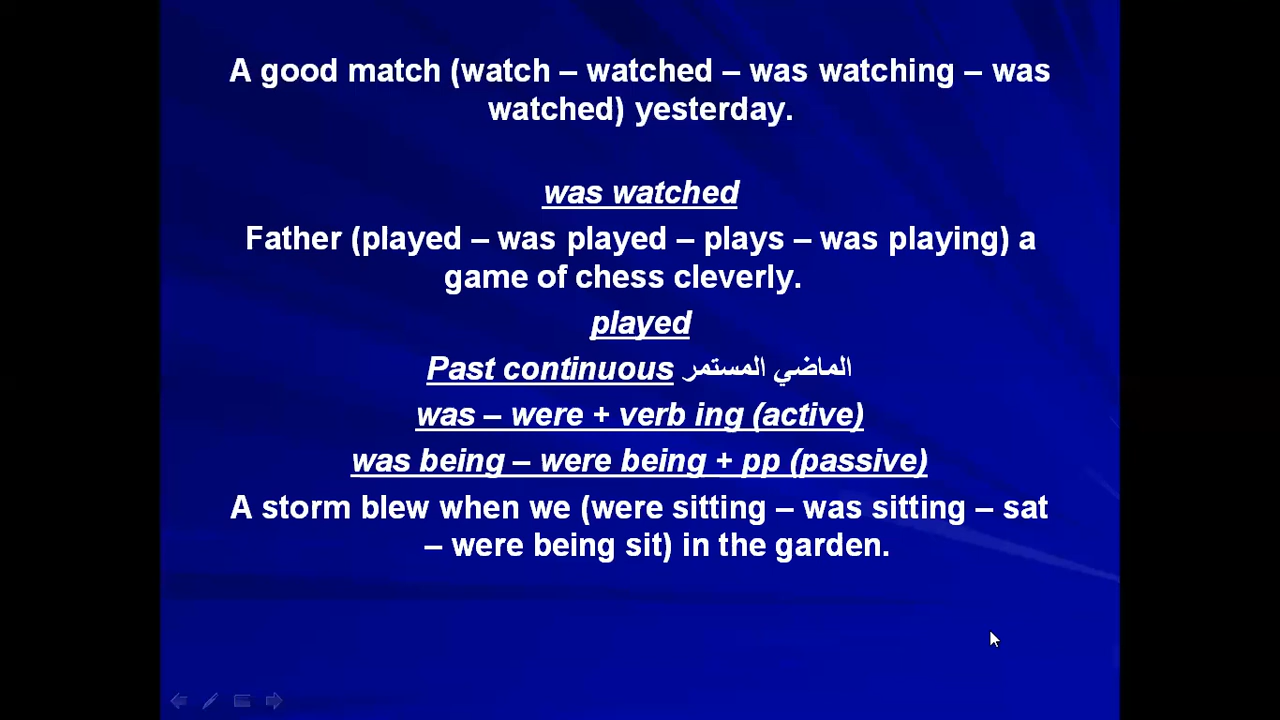 A good match (watch – watched – was watching – was
watched) yesterday.
was watched
Father (played – was played – plays – was playing) a
game of chess cleverly.
played
Past continuous الماضي المستمر
was – were + verb ing (active)
was being – were being + pp (passive)
A storm blew when we (were sitting – was sitting – sat
– were being sit) in the garden.